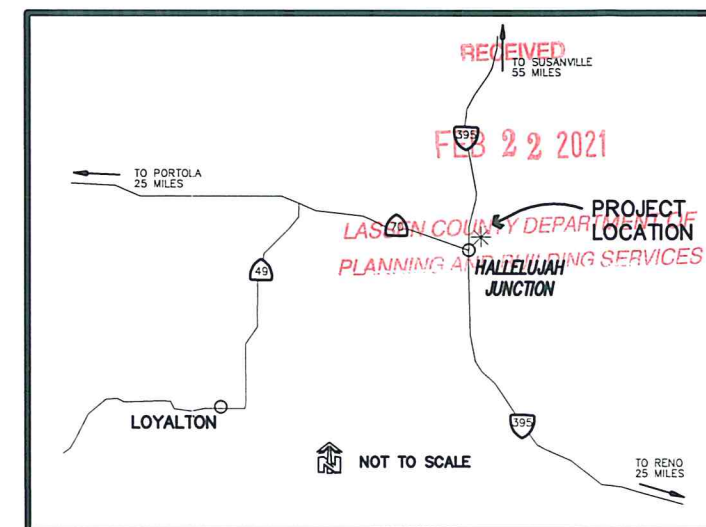 RECEIVED
TO SUSANVILLE
55 MILES
395
FEB 22 2021
TO PORTOLA
25 MILES
PROJECT
LOCATION
70
LASSEN COUNTY DEPARTMENT OF
PLANNING AND BUILDING SERVICES
HALLELUJAH
JUNCTION
49
LOYALTON
395
N
NOT TO SCALE
TO RENO
25 MILES